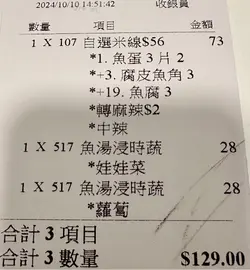 2024/10/10 14:51:42 收銀員
數量 項目 金額
1 X 107 自選米線$56 73
*1. 魚蛋 3 片 2
*+3. 腐皮魚角 3
*+19. 魚腐 3
*轉麻辣$2
*中辣
1 X 517 魚湯浸時蔬 28
*娃娃菜
1 X 517 魚湯浸時蔬 28
*蘿蔔
合計 3 項目
合計 3 數量 $129.00